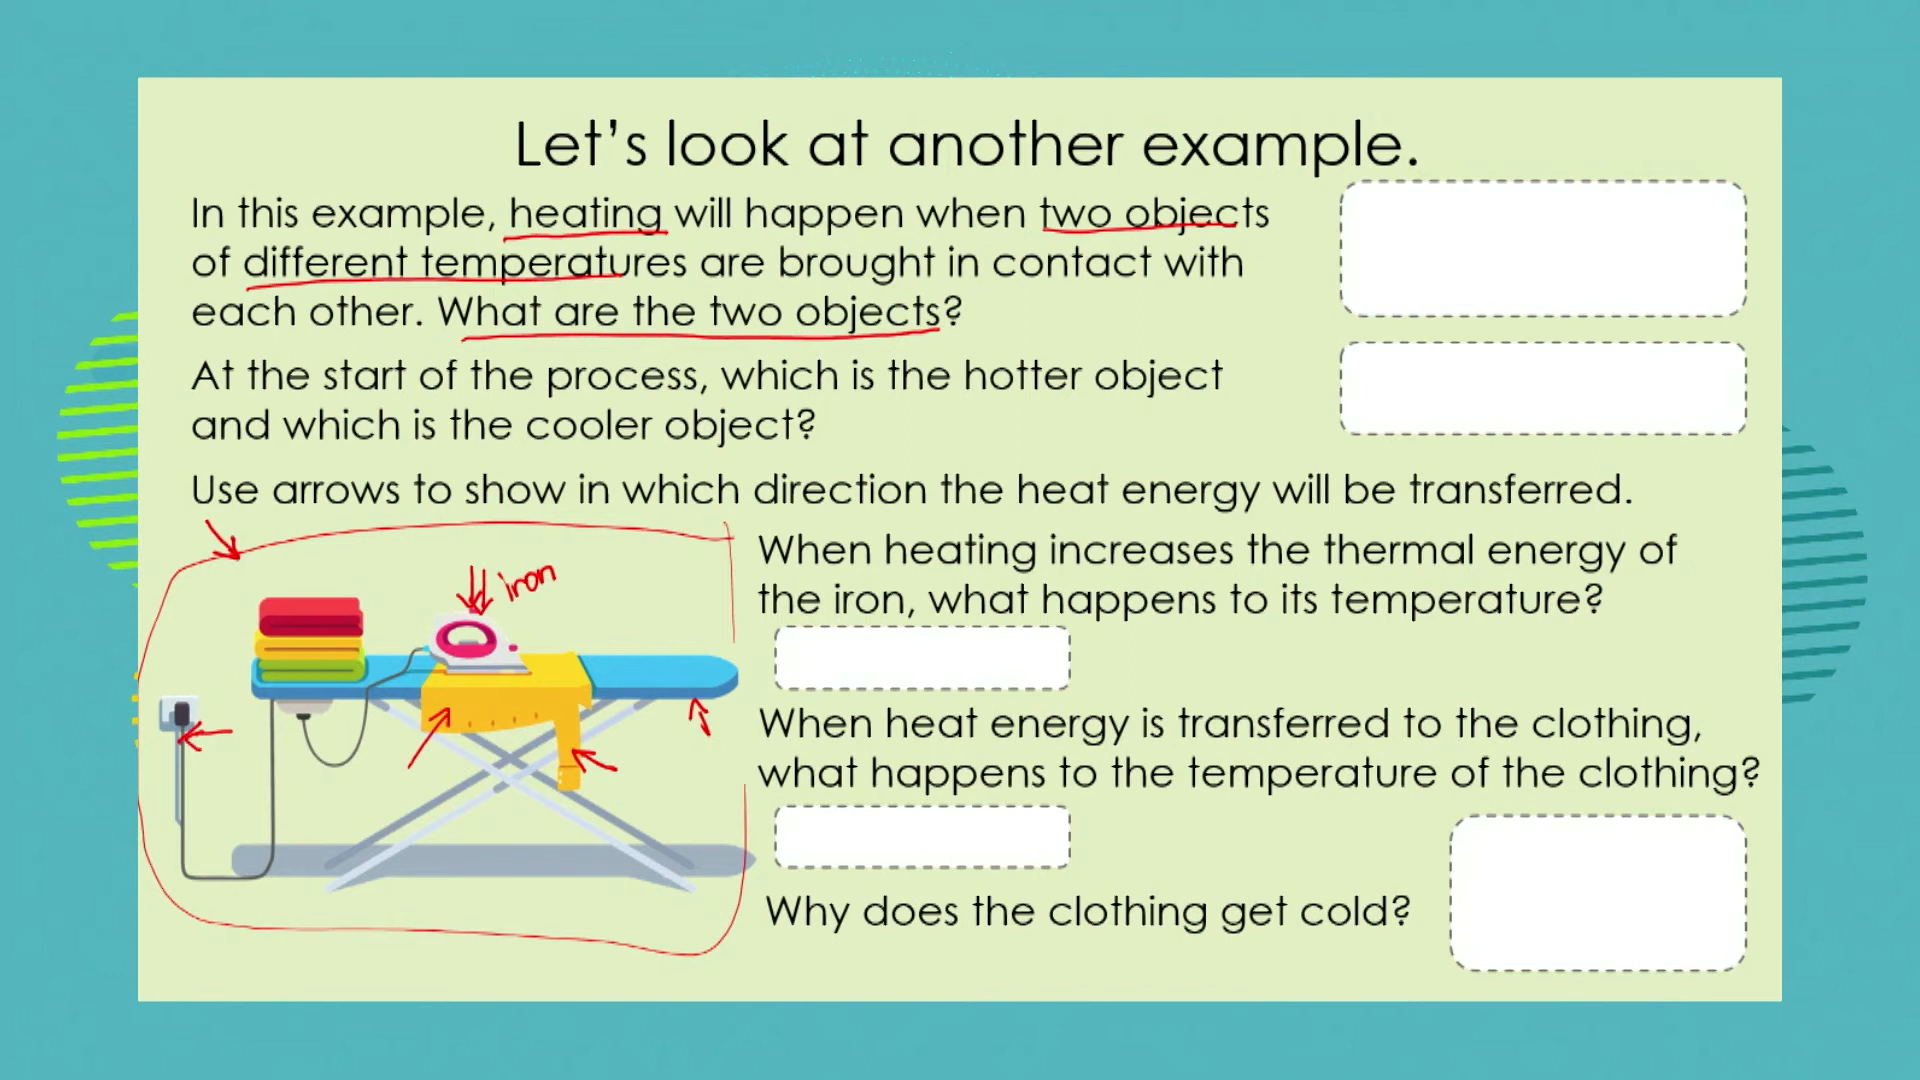 Let's look at another example.
In this example, heating will happen when two objects
of different temperatures are brought in contact with
each other. What are the two objects?
At the start of the process, which is the hotter object
and which is the cooler object?
Use arrows to show in which direction the heat energy will be transferred.
iron
When heating increases the thermal energy of
the iron, what happens to its temperature?
When heat energy is transferred to the clothing,
what happens to the temperature of the clothing?
Why does the clothing get cold?